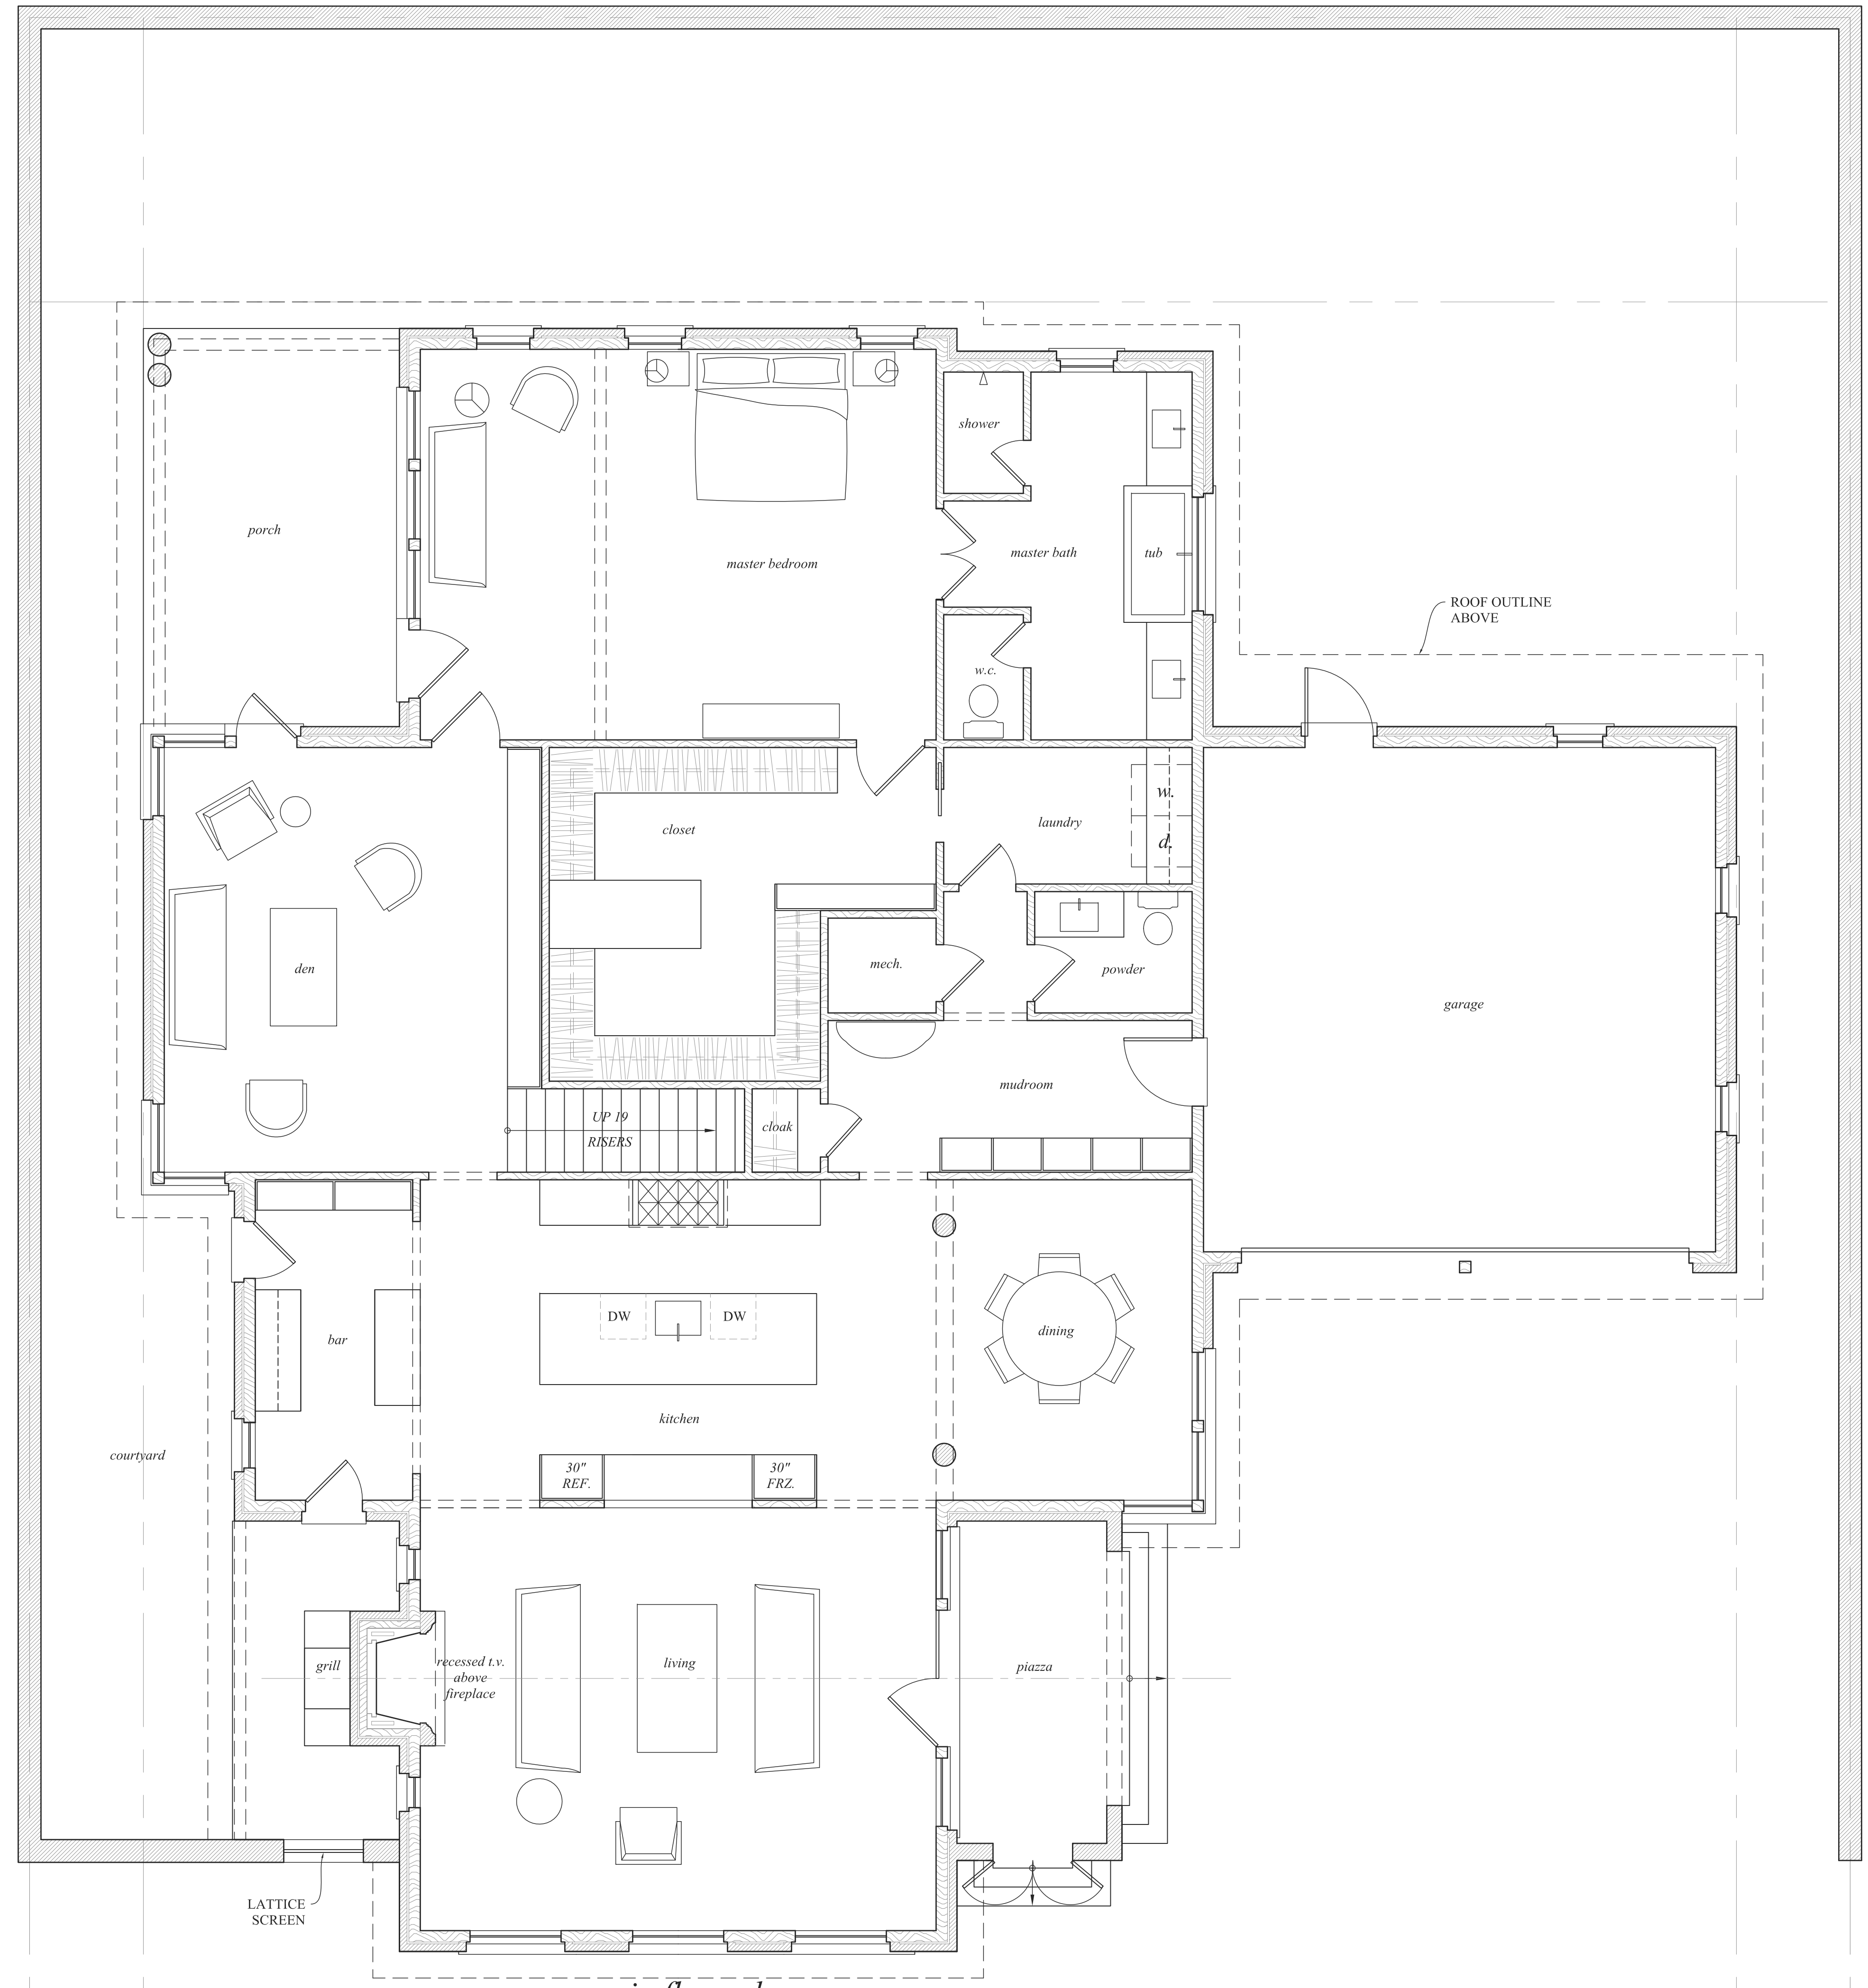 shower
porch
master bedroom
master bath
tub
ROOF OUTLINE
ABOVE
w.c.
w.
closet
laundry
d.
den
mech.
powder
garage
mudroom
UP 19
RISERS
cloak
DW
DW
bar
dining
kitchen
courtyard
30"
REF.
30"
FRZ.
grill
recessed t.v.
above
fireplace
living
piazza
LATTICE
SCREEN